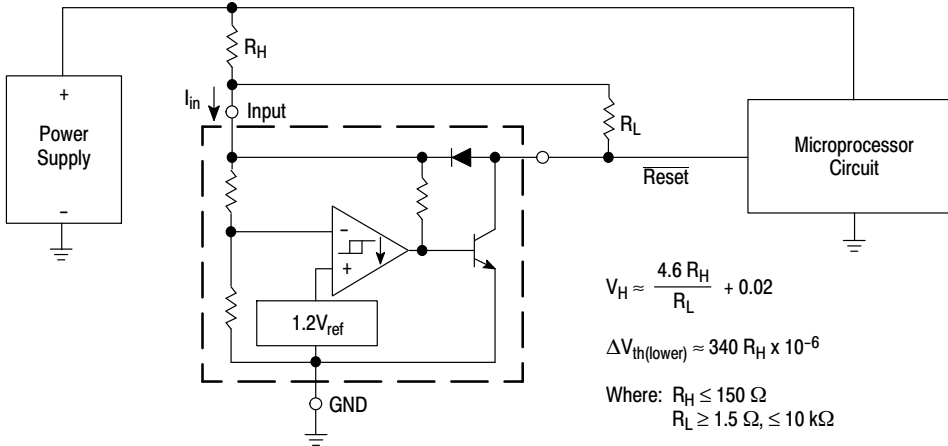 R_H
I_in
Input
+
Power
Supply
−
R_L
Microprocessor
Circuit
Reset
−
+
1.2V_ref
GND
V_H ≈ 4.6 R_H / R_L + 0.02
ΔV_th(lower) ≈ 340 R_H x 10^−6
Where: R_H ≤ 150 Ω
R_L ≥ 1.5 Ω, ≤ 10 kΩ